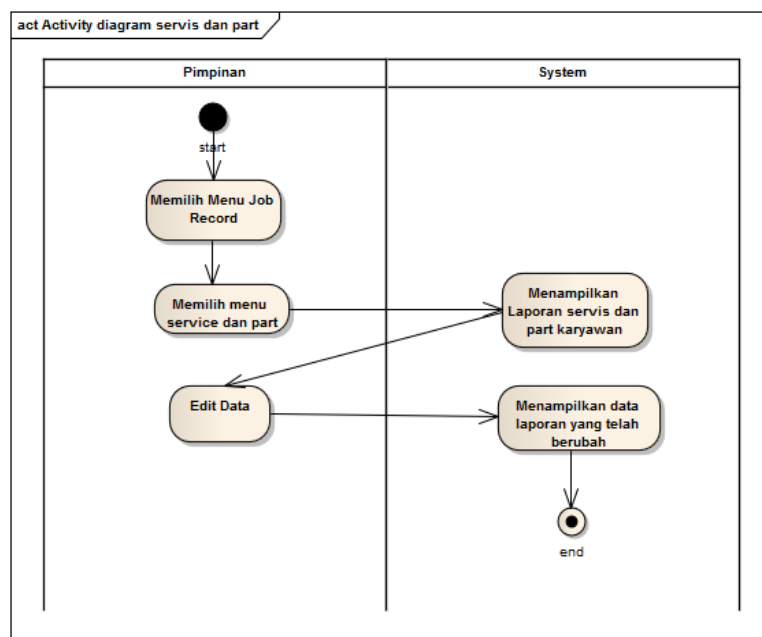 act Activity diagram servis dan part
Pimpinan
System
start
Memilih Menu Job
Record
Memilih menu
service dan part
Menampilkan
Laporan servis dan
part karyawan
Edit Data
Menampilkan data
laporan yang telah
berubah
end